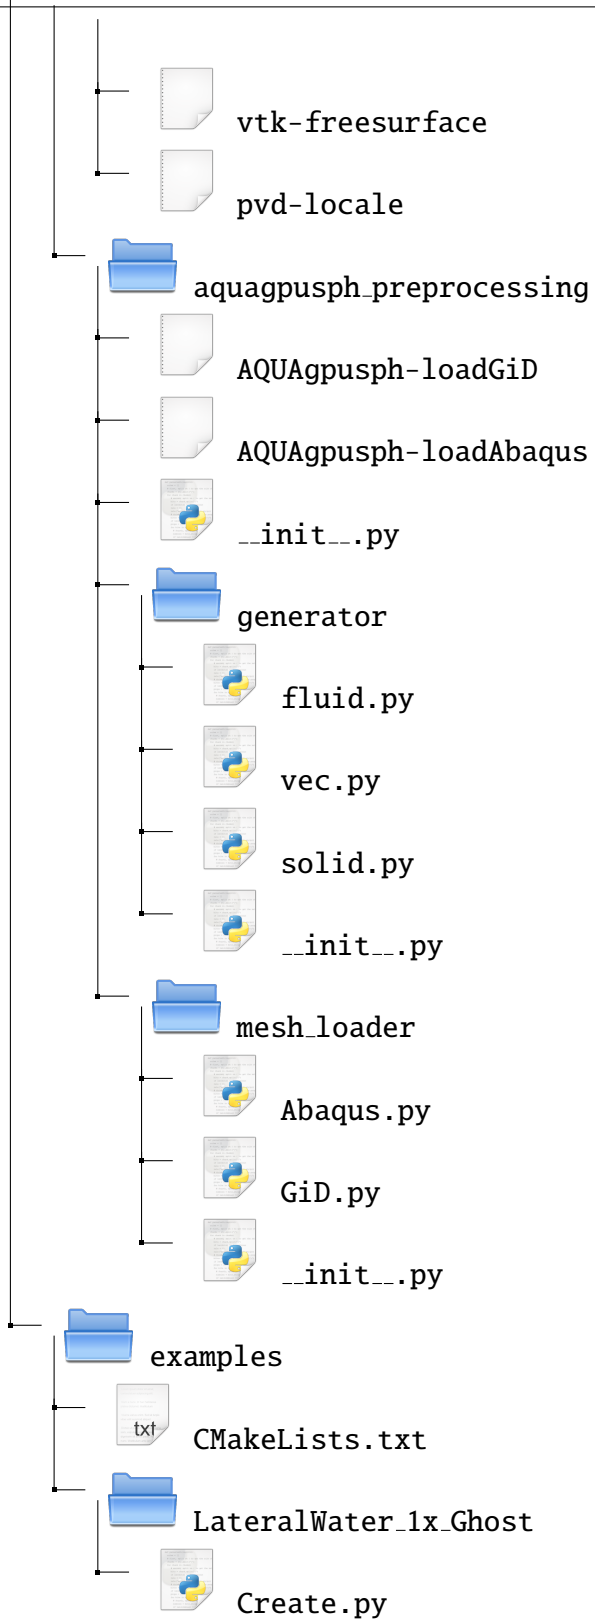 vtk-freesurface
pvd-locale
aquagpusph_preprocessing
AQUAgpusph-loadGiD
AQUAgpusph-loadAbaqus
__init__.py
generator
fluid.py
vec.py
solid.py
__init__.py
mesh_loader
Abaqus.py
GiD.py
__init__.py
examples
txt
CMakeLists.txt
LateralWater_1x_Ghost
Create.py